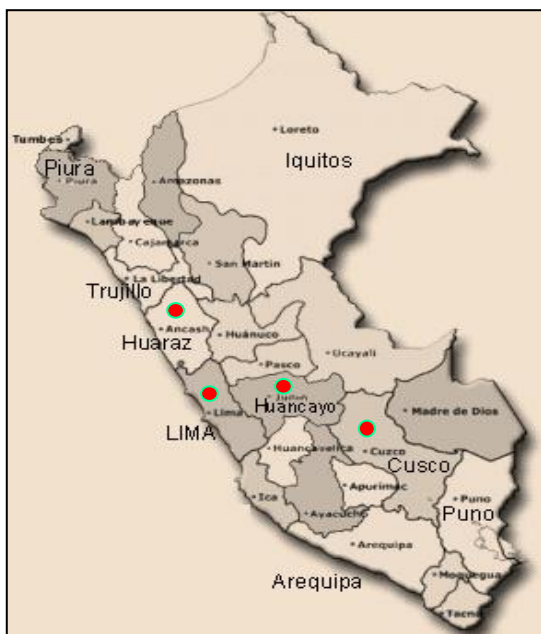 Loreto
Iquitos
Tumbes
Piura
Piura
Amazonas
Lambayeque
Cajamarca
San Martin
La Libertad
Trujillo
Ancash
Huánuco
Huaraz
Pasco
Ucayali
Junin
Huancayo
Lima
LIMA
Madre de Dios
Huancavelica
Cuzco
Cusco
Apurimac
Ica
Ayacucho
Puno
Puno
Arequipa
Arequipa
Moquegua
Tacna